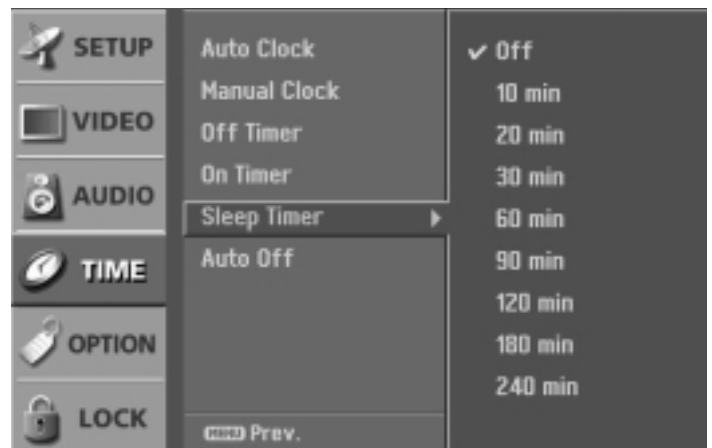 SETUP
VIDEO
AUDIO
TIME
OPTION
LOCK
Auto Clock
Manual Clock
Off Timer
On Timer
Sleep Timer
Auto Off
MENU Prev.
Off
10 min
20 min
30 min
60 min
90 min
120 min
180 min
240 min